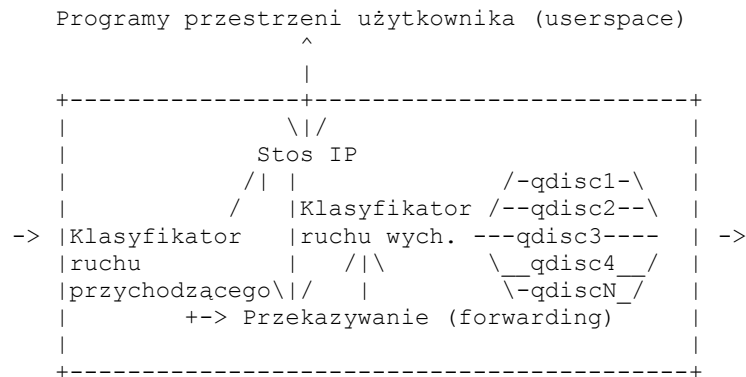 Programy przestrzeni użytkownika (userspace)
^
|
+----------------+--------------------------+
| \|/ |
| Stos IP |
| /| | /-qdisc1-\ |
| / |Klasyfikator /--qdisc2--\ |
-> |Klasyfikator |ruchu wych. ---qdisc3---- | ->
|ruchu | /|\ \__qdisc4__/ |
|przychodzącego\|/ | \-qdiscN_/ |
| +-> Przekazywanie (forwarding) |
| |
+-------------------------------------------+